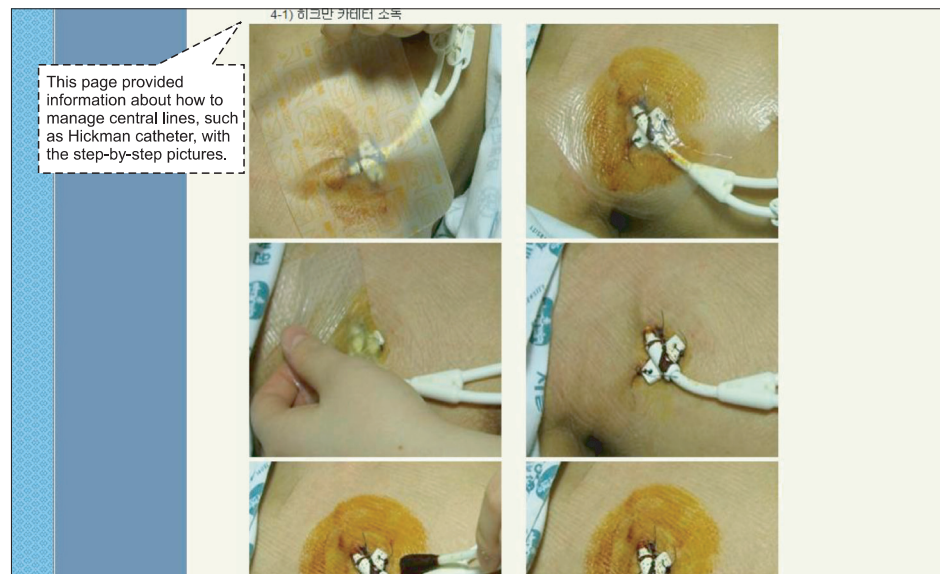 4-1) 히크만 카테터 소독
This page provided
information about how to
manage central lines, such
as Hickman catheter, with
the step-by-step pictures.